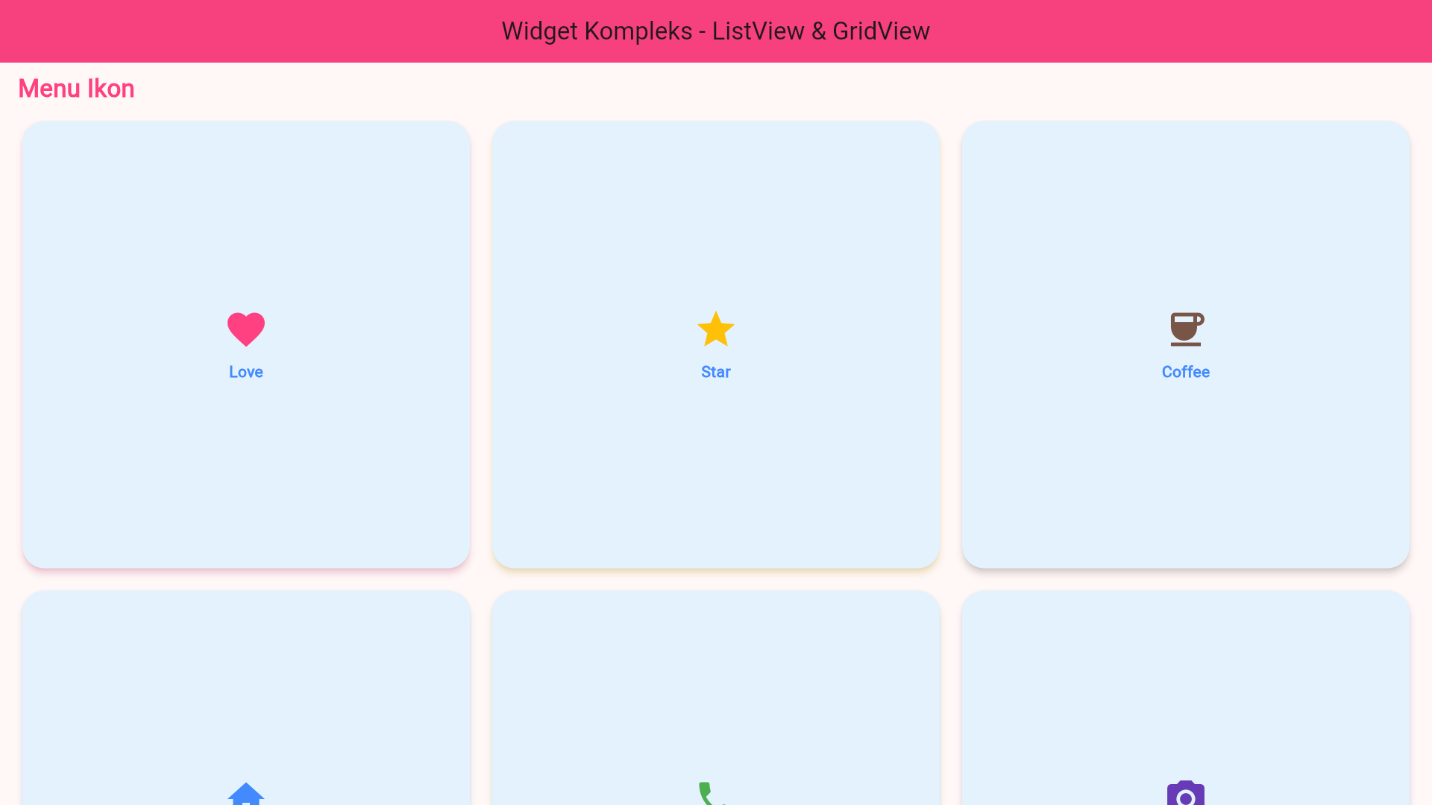 Widget Kompleks - ListView & GridView
Menu Ikon
Love
Star
Coffee